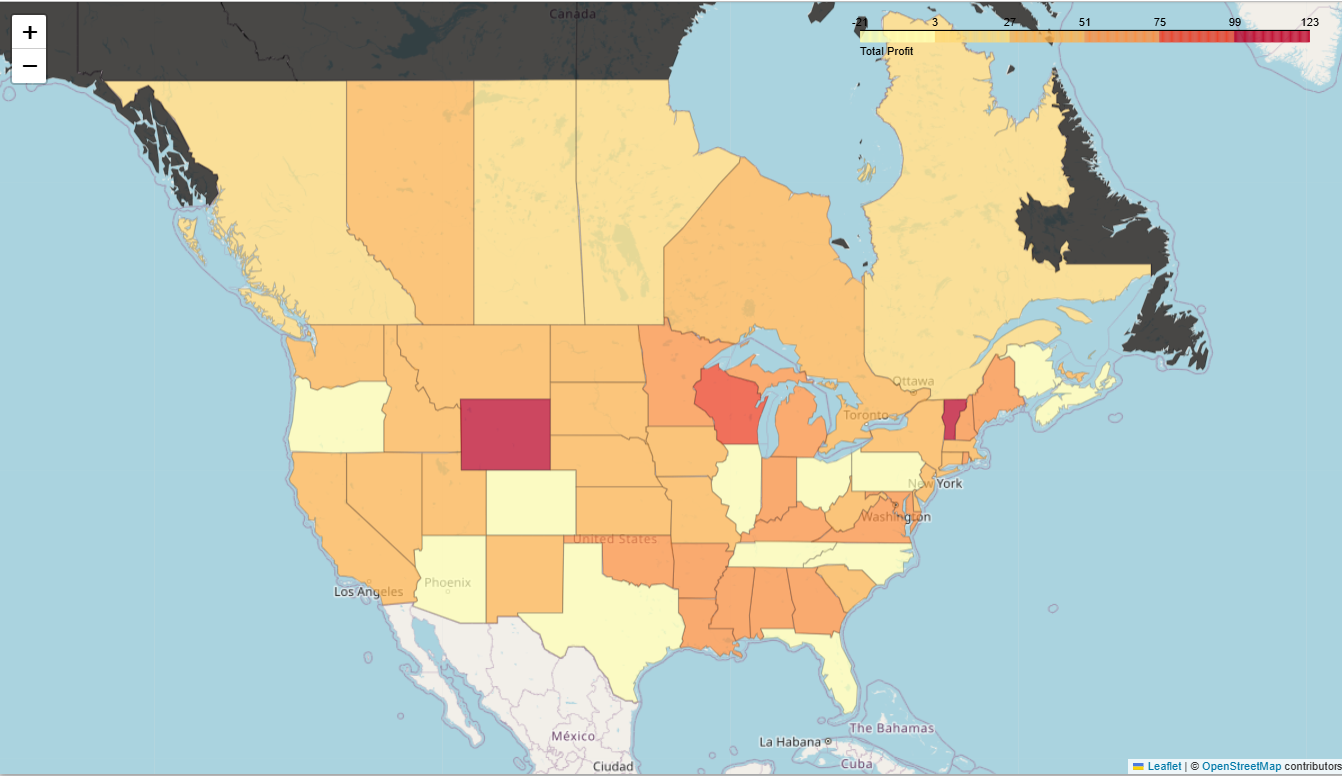 Canada
+
−
-21 3 27 51 75 99 123
Total Profit
Ottawa
Toronto
New York
Washington
United States
Phoenix
Los Angeles
México
Ciudad
La Habana
The Bahamas
Cuba
Leaflet | © OpenStreetMap contributors